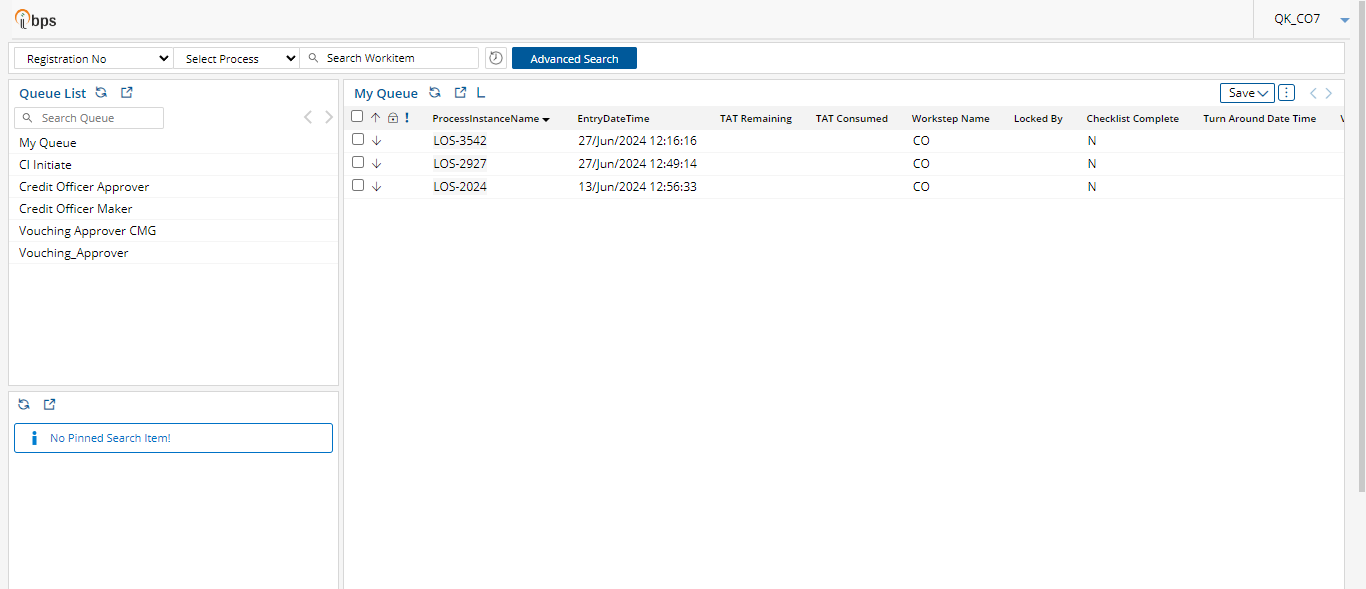 ibps
QK_CO7
Registration No Select Process Search Workitem Advanced Search
Queue List
Search Queue
My Queue
CI Initiate
Credit Officer Approver
Credit Officer Maker
Vouching Approver CMG
Vouching_Approver
No Pinned Search Item!
My Queue L Save
! ProcessInstanceName EntryDateTime TAT Remaining TAT Consumed Workstep Name Locked By Checklist Complete Turn Around Date Time
LOS-3542 27/Jun/2024 12:16:16 CO N
LOS-2927 27/Jun/2024 12:49:14 CO N
LOS-2024 13/Jun/2024 12:56:33 CO N